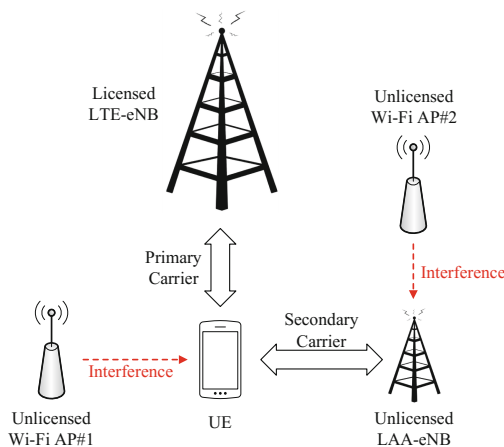 Licensed
LTE-eNB
Unlicensed
Wi-Fi AP#2
Primary
Carrier
Interference
Secondary
Carrier
Interference
Unlicensed
Wi-Fi AP#1
UE
Unlicensed
LAA-eNB